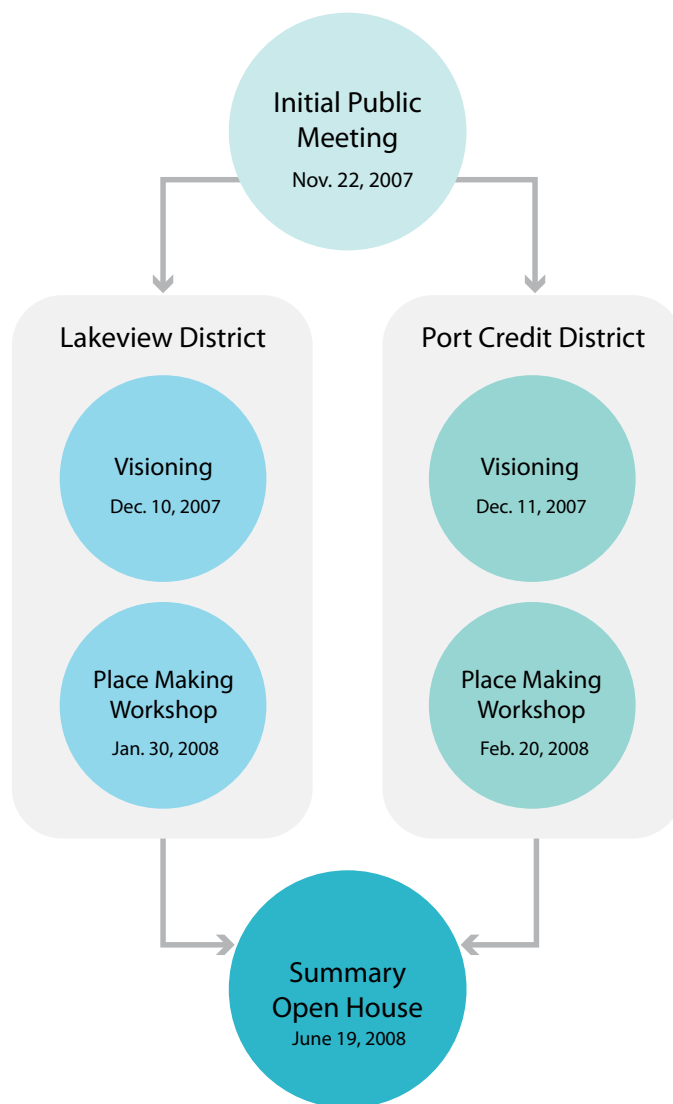 Initial Public
Meeting
Nov. 22, 2007
Lakeview District
Visioning
Dec. 10, 2007
Place Making
Workshop
Jan. 30, 2008
Port Credit District
Visioning
Dec. 11, 2007
Place Making
Workshop
Feb. 20, 2008
Summary
Open House
June 19, 2008